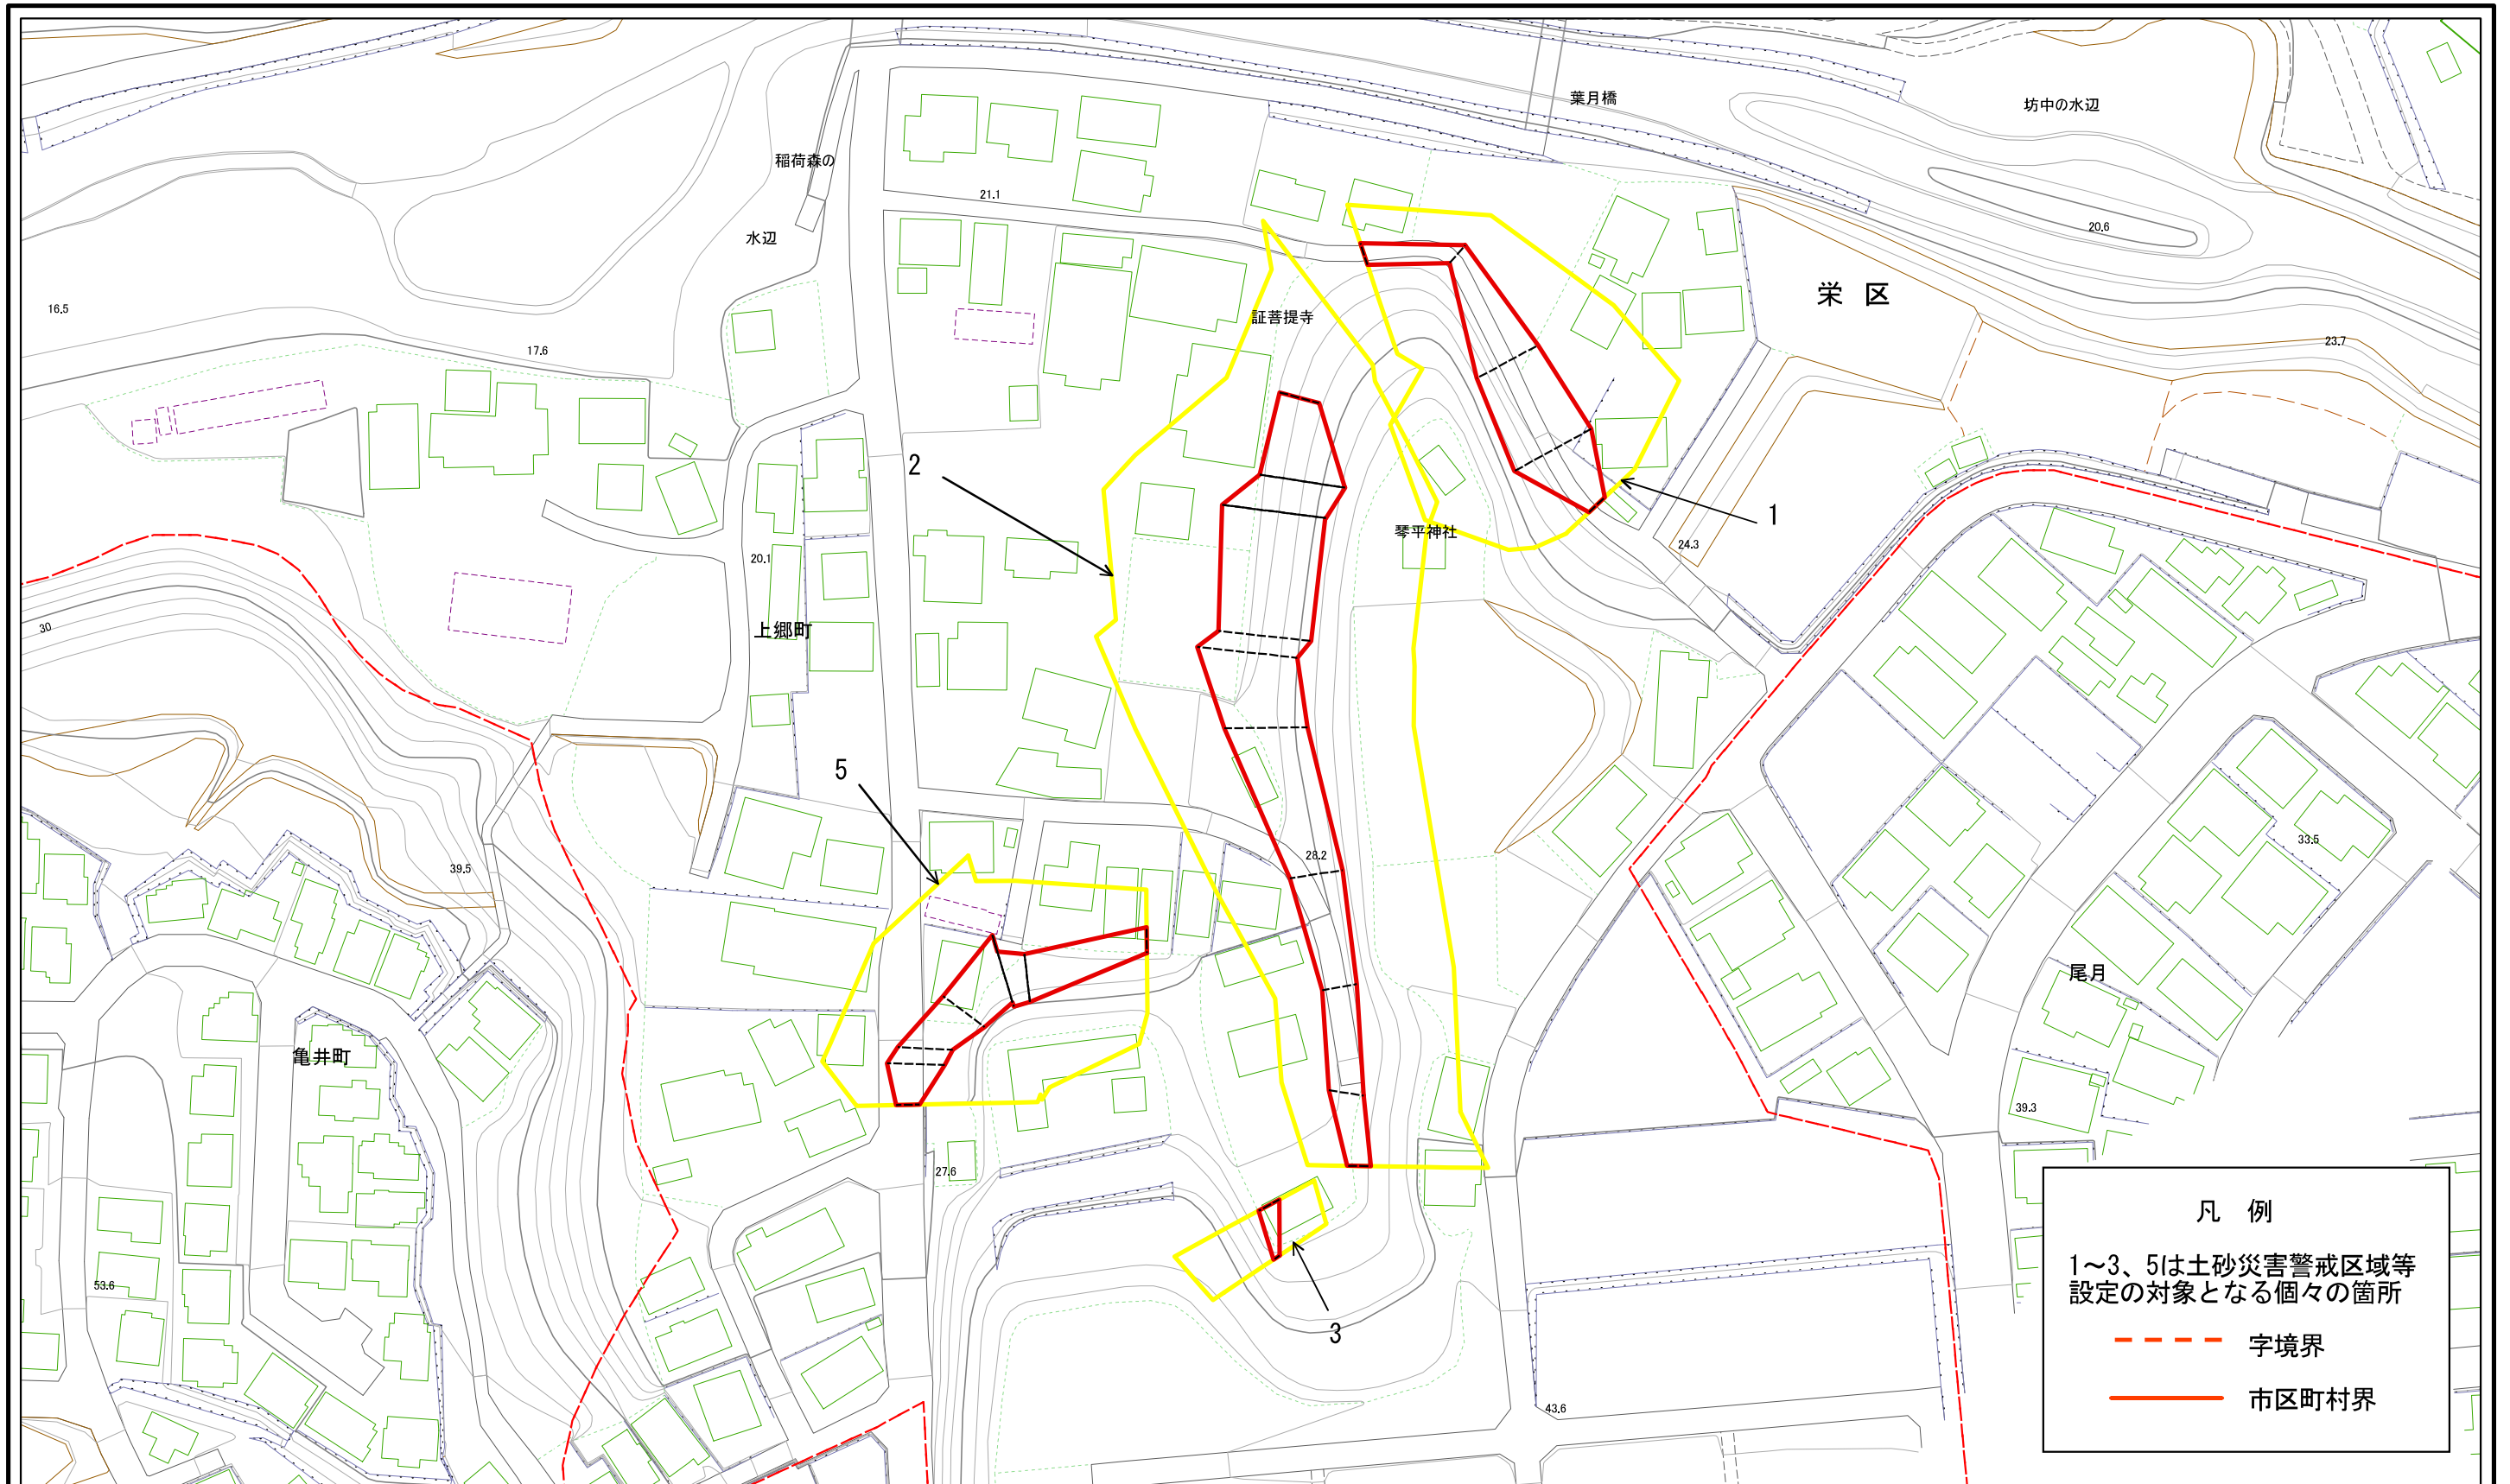 葉月橋
坊中の水辺
稲荷森の
水辺
21.1
20.6
栄 区
16.5
証菩提寺
17.6
23.7
2
1
琴平神社
24.3
20.1
30
上郷町
5
39.5
28.2
33.5
尾月
亀井町
39.3
27.6
53.6
3
43.6
凡 例
1～3、5は土砂災害警戒区域等
設定の対象となる個々の箇所
字境界
市区町村界